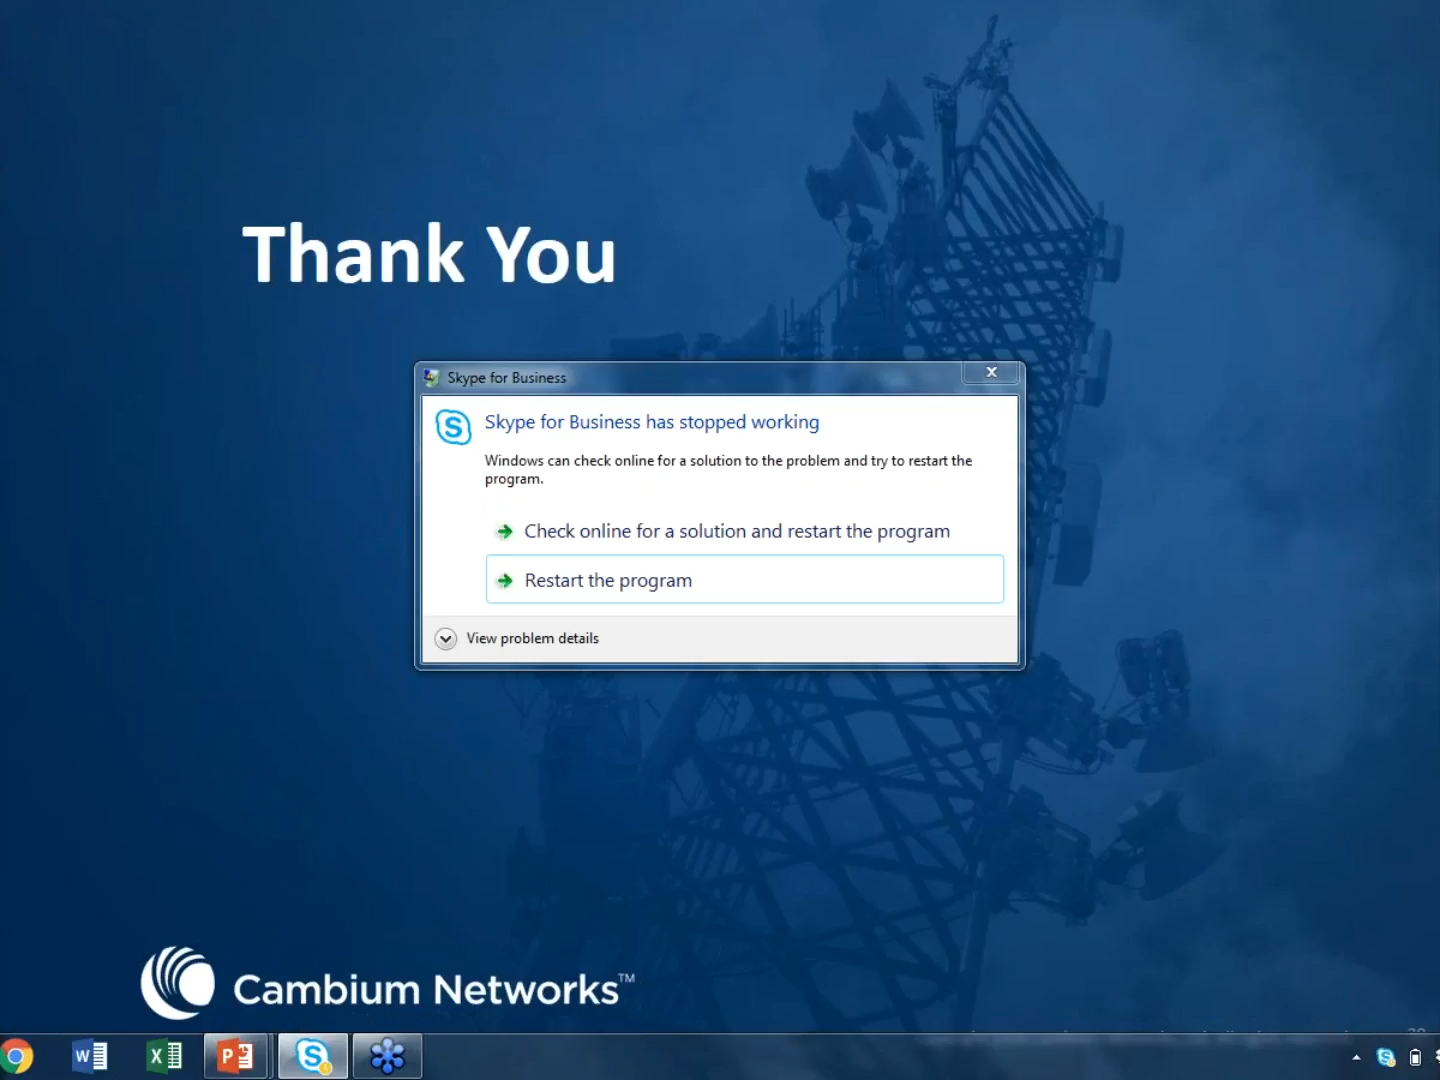 Thank You
Skype for Business
x
Skype for Business has stopped working
Windows can check online for a solution to the problem and try to restart the
program.
Check online for a solution and restart the program
Restart the program
View problem details
Cambium Networks™